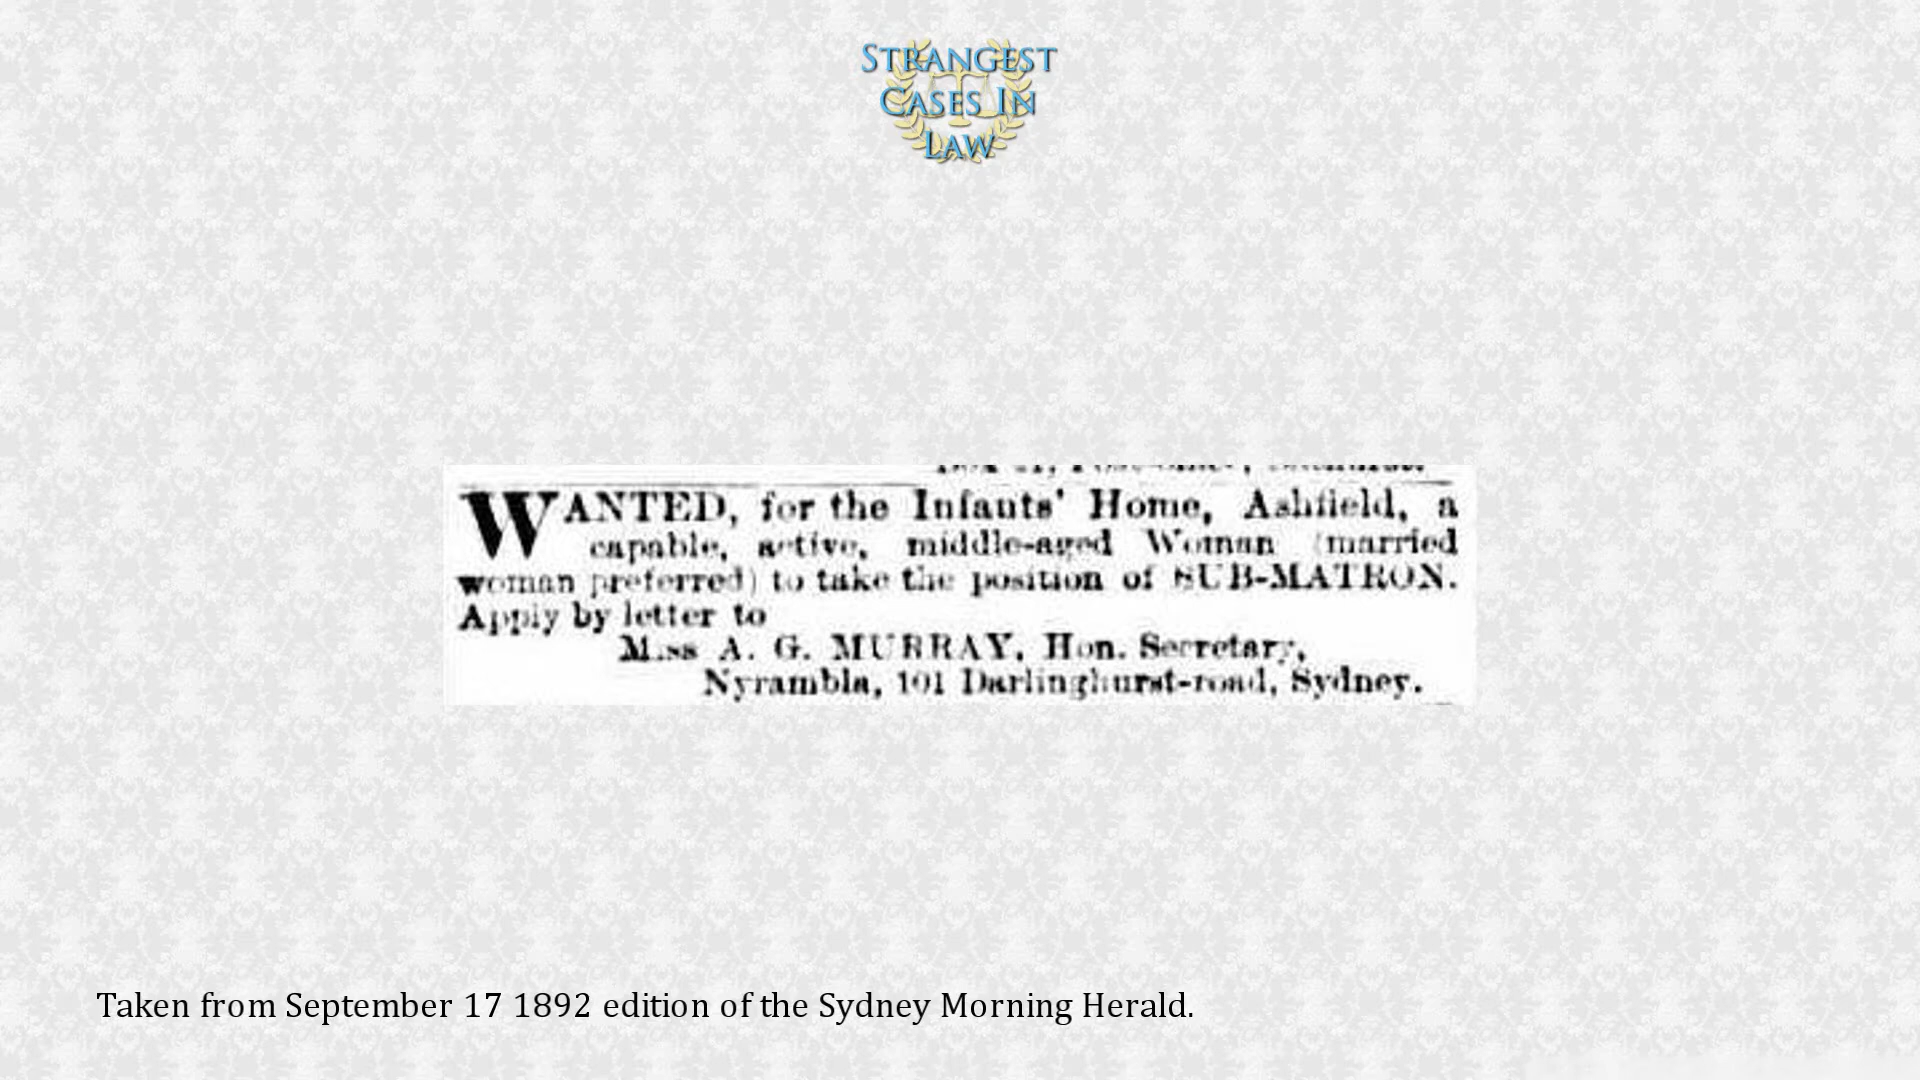 STRANGEST
CASES IN
LAW
WANTED, for the Infants' Home, Ashfield, a
capable, active, middle-aged Woman (married
woman preferred) to take the position of SUB-MATRON.
Apply by letter to
Miss A. G. MURRAY, Hon. Secretary,
Nyrambla, 101 Darlinghurst-road, Sydney.
Taken from September 17 1892 edition of the Sydney Morning Herald.